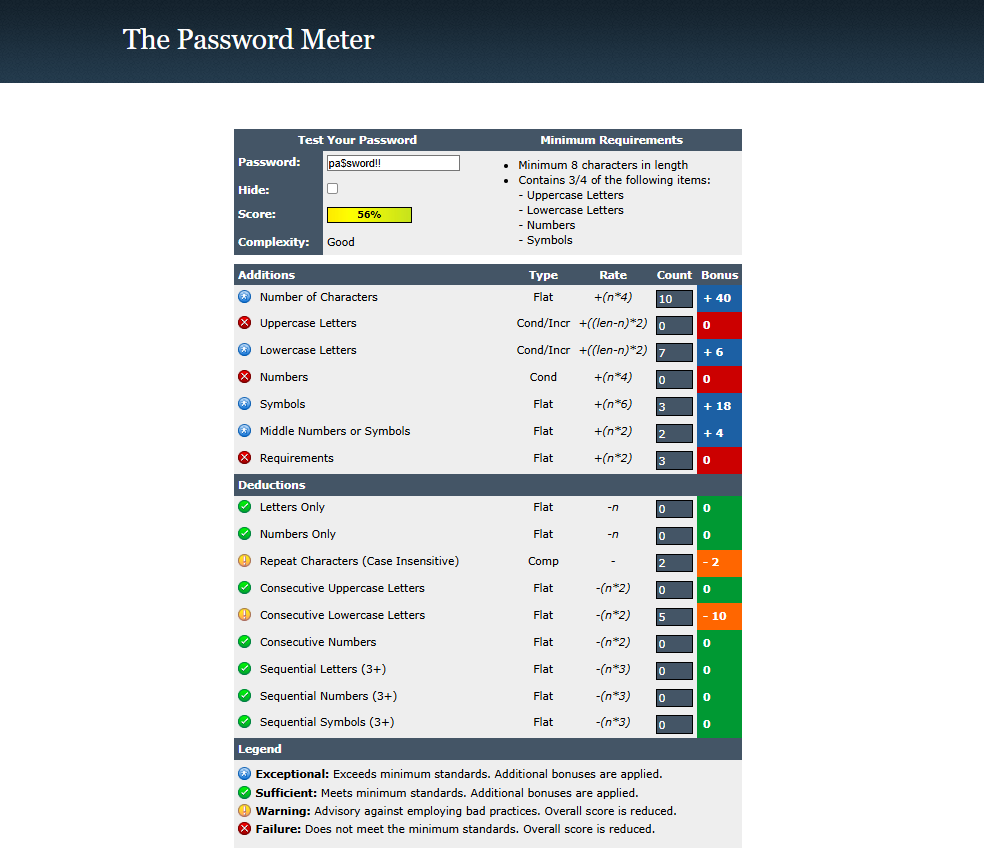 The Password Meter
Test Your Password Minimum Requirements
Password: pa$sword!!
Hide:
Score: 56%
Complexity: Good
• Minimum 8 characters in length
• Contains 3/4 of the following items:
- Uppercase Letters
- Lowercase Letters
- Numbers
- Symbols
Additions Type Rate Count Bonus
Number of Characters Flat +(n*4) 10 + 40
Uppercase Letters Cond/Incr +((len-n)*2) 0 0
Lowercase Letters Cond/Incr +((len-n)*2) 7 + 6
Numbers Cond +(n*4) 0 0
Symbols Flat +(n*6) 3 + 18
Middle Numbers or Symbols Flat +(n*2) 2 + 4
Requirements Flat +(n*2) 3 0
Deductions
Letters Only Flat -n 0 0
Numbers Only Flat -n 0 0
Repeat Characters (Case Insensitive) Comp - 2 - 2
Consecutive Uppercase Letters Flat -(n*2) 0 0
Consecutive Lowercase Letters Flat -(n*2) 5 - 10
Consecutive Numbers Flat -(n*2) 0 0
Sequential Letters (3+) Flat -(n*3) 0 0
Sequential Numbers (3+) Flat -(n*3) 0 0
Sequential Symbols (3+) Flat -(n*3) 0 0
Legend
Exceptional: Exceeds minimum standards. Additional bonuses are applied.
Sufficient: Meets minimum standards. Additional bonuses are applied.
Warning: Advisory against employing bad practices. Overall score is reduced.
Failure: Does not meet the minimum standards. Overall score is reduced.